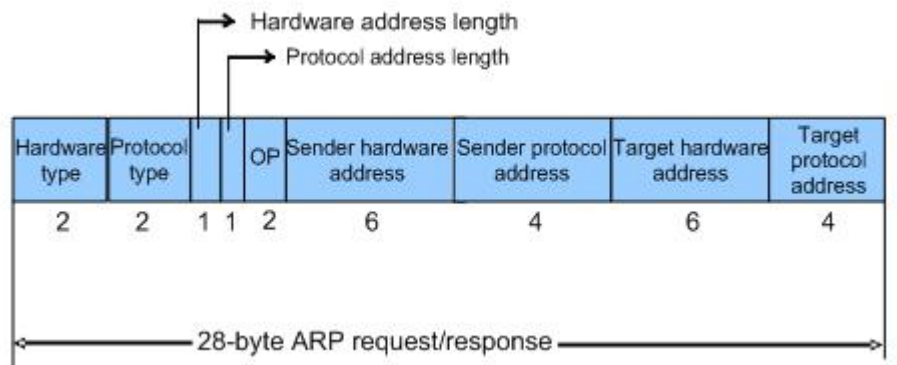 Hardware address length
Protocol address length
Hardware type
Protocol type
OP
Sender hardware address
Sender protocol address
Target hardware address
Target protocol address
2 2 1 1 2 6 4 6 4
28-byte ARP request/response